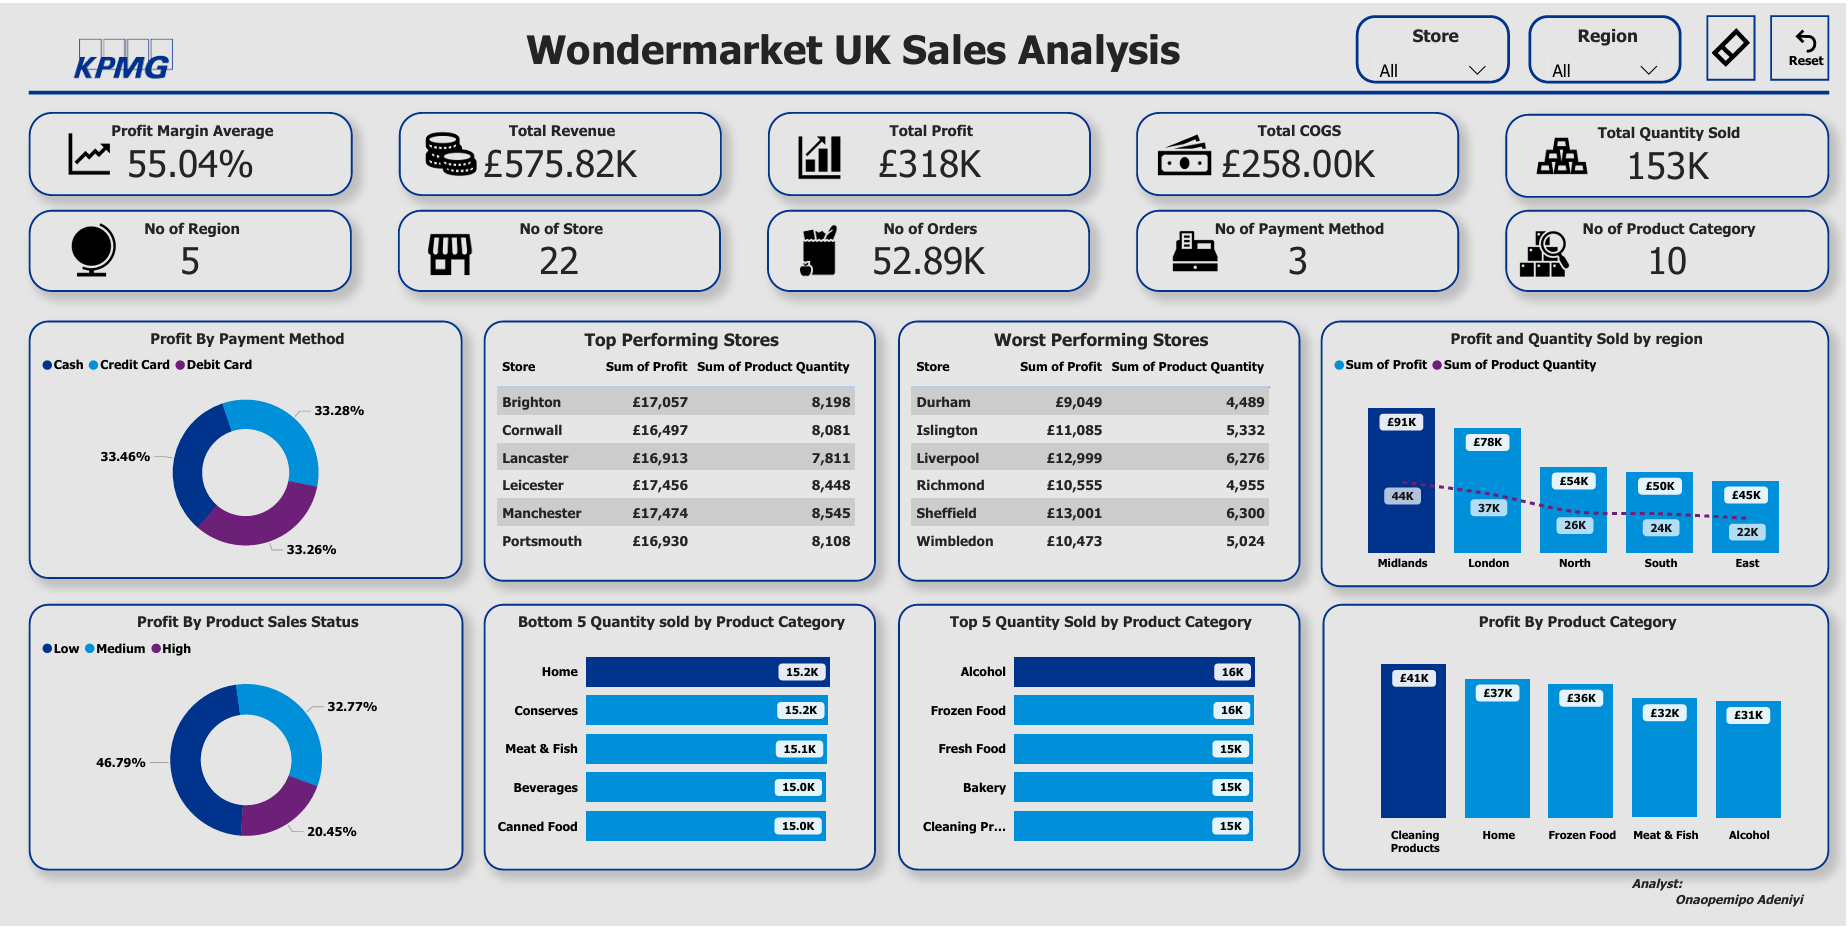 KPMG
Wondermarket UK Sales Analysis
Store
All
Region
All
Reset
Profit Margin Average
55.04%
Total Revenue
£575.82K
Total Profit
£318K
Total COGS
£258.00K
Total Quantity Sold
153K
No of Region
5
No of Store
22
No of Orders
52.89K
No of Payment Method
3
No of Product Category
10
Profit By Payment Method
Cash Credit Card Debit Card
33.28%
33.46%
33.26%
Top Performing Stores
Store Sum of Profit Sum of Product Quantity
Brighton £17,057 8,198
Cornwall £16,497 8,081
Lancaster £16,913 7,811
Leicester £17,456 8,448
Manchester £17,474 8,545
Portsmouth £16,930 8,108
Worst Performing Stores
Store Sum of Profit Sum of Product Quantity
Durham £9,049 4,489
Islington £11,085 5,332
Liverpool £12,999 6,276
Richmond £10,555 4,955
Sheffield £13,001 6,300
Wimbledon £10,473 5,024
Profit and Quantity Sold by region
Sum of Profit Sum of Product Quantity
£91K £78K £54K £50K £45K
44K 37K 26K 24K 22K
Midlands London North South East
Profit By Product Sales Status
Low Medium High
32.77%
46.79%
20.45%
Bottom 5 Quantity sold by Product Category
Home 15.2K
Conserves 15.2K
Meat & Fish 15.1K
Beverages 15.0K
Canned Food 15.0K
Top 5 Quantity Sold by Product Category
Alcohol 16K
Frozen Food 16K
Fresh Food 15K
Bakery 15K
Cleaning Pr... 15K
Profit By Product Category
£41K £37K £36K £32K £31K
Cleaning Products Home Frozen Food Meat & Fish Alcohol
Analyst:
Onaopemipo Adeniyi